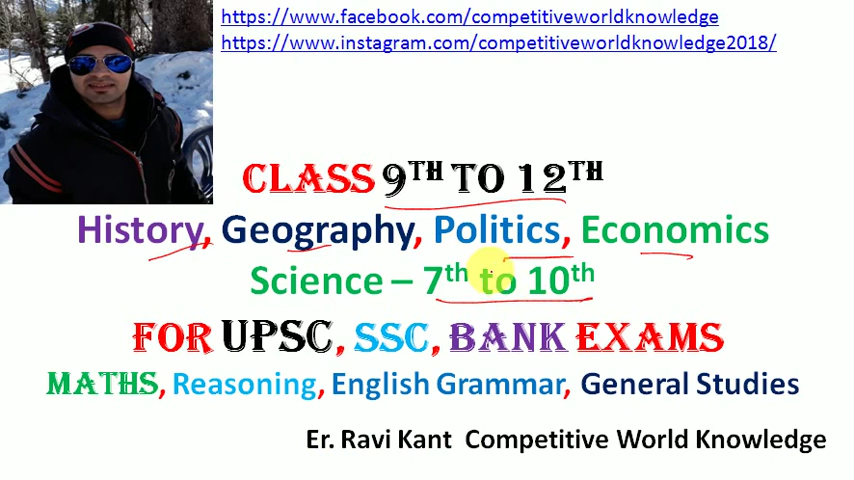 https://www.facebook.com/competitiveworldknowledge
https://www.instagram.com/competitiveworldknowledge2018/
CLASS 9TH TO 12TH
History, Geography, Politics, Economics
Science – 7th to 10th
FOR UPSC, SSC, BANK EXAMS
MATHS, Reasoning, English Grammar, General Studies
Er. Ravi Kant Competitive World Knowledge